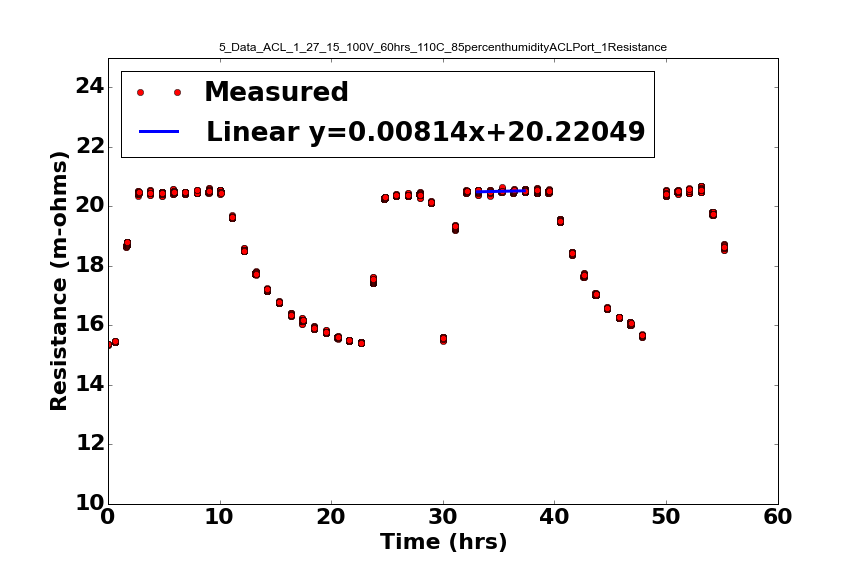 5_Data_ACL_1_27_15_100V_60hrs_110C_85percenthumidityACLPort_1Resistance
Measured
Linear y=0.00814x+20.22049
24
22
20
18
16
14
12
10
Resistance (m-ohms)
0 10 20 30 40 50 60
Time (hrs)